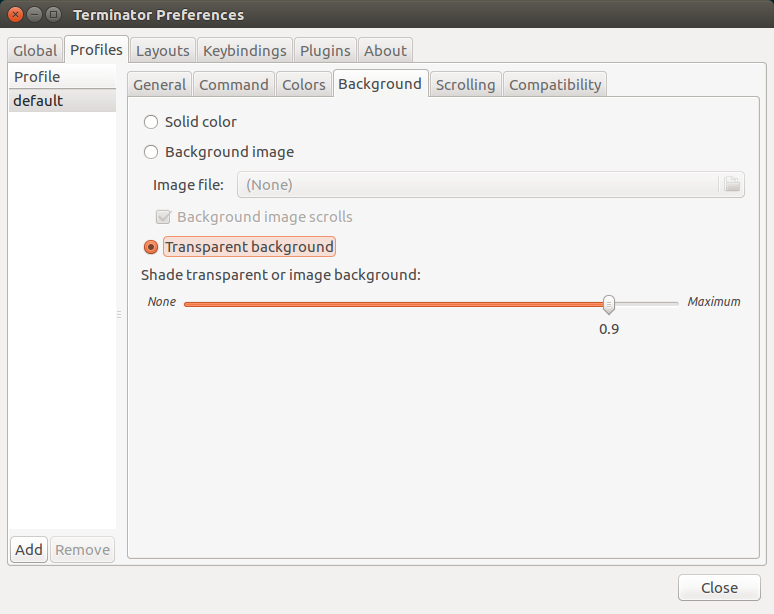 Terminator Preferences
Global Profiles Layouts Keybindings Plugins About
Profile
default
General Command Colors Background Scrolling Compatibility
Solid color
Background image
Image file: (None)
Background image scrolls
Transparent background
Shade transparent or image background:
None Maximum
0.9
Add Remove
Close